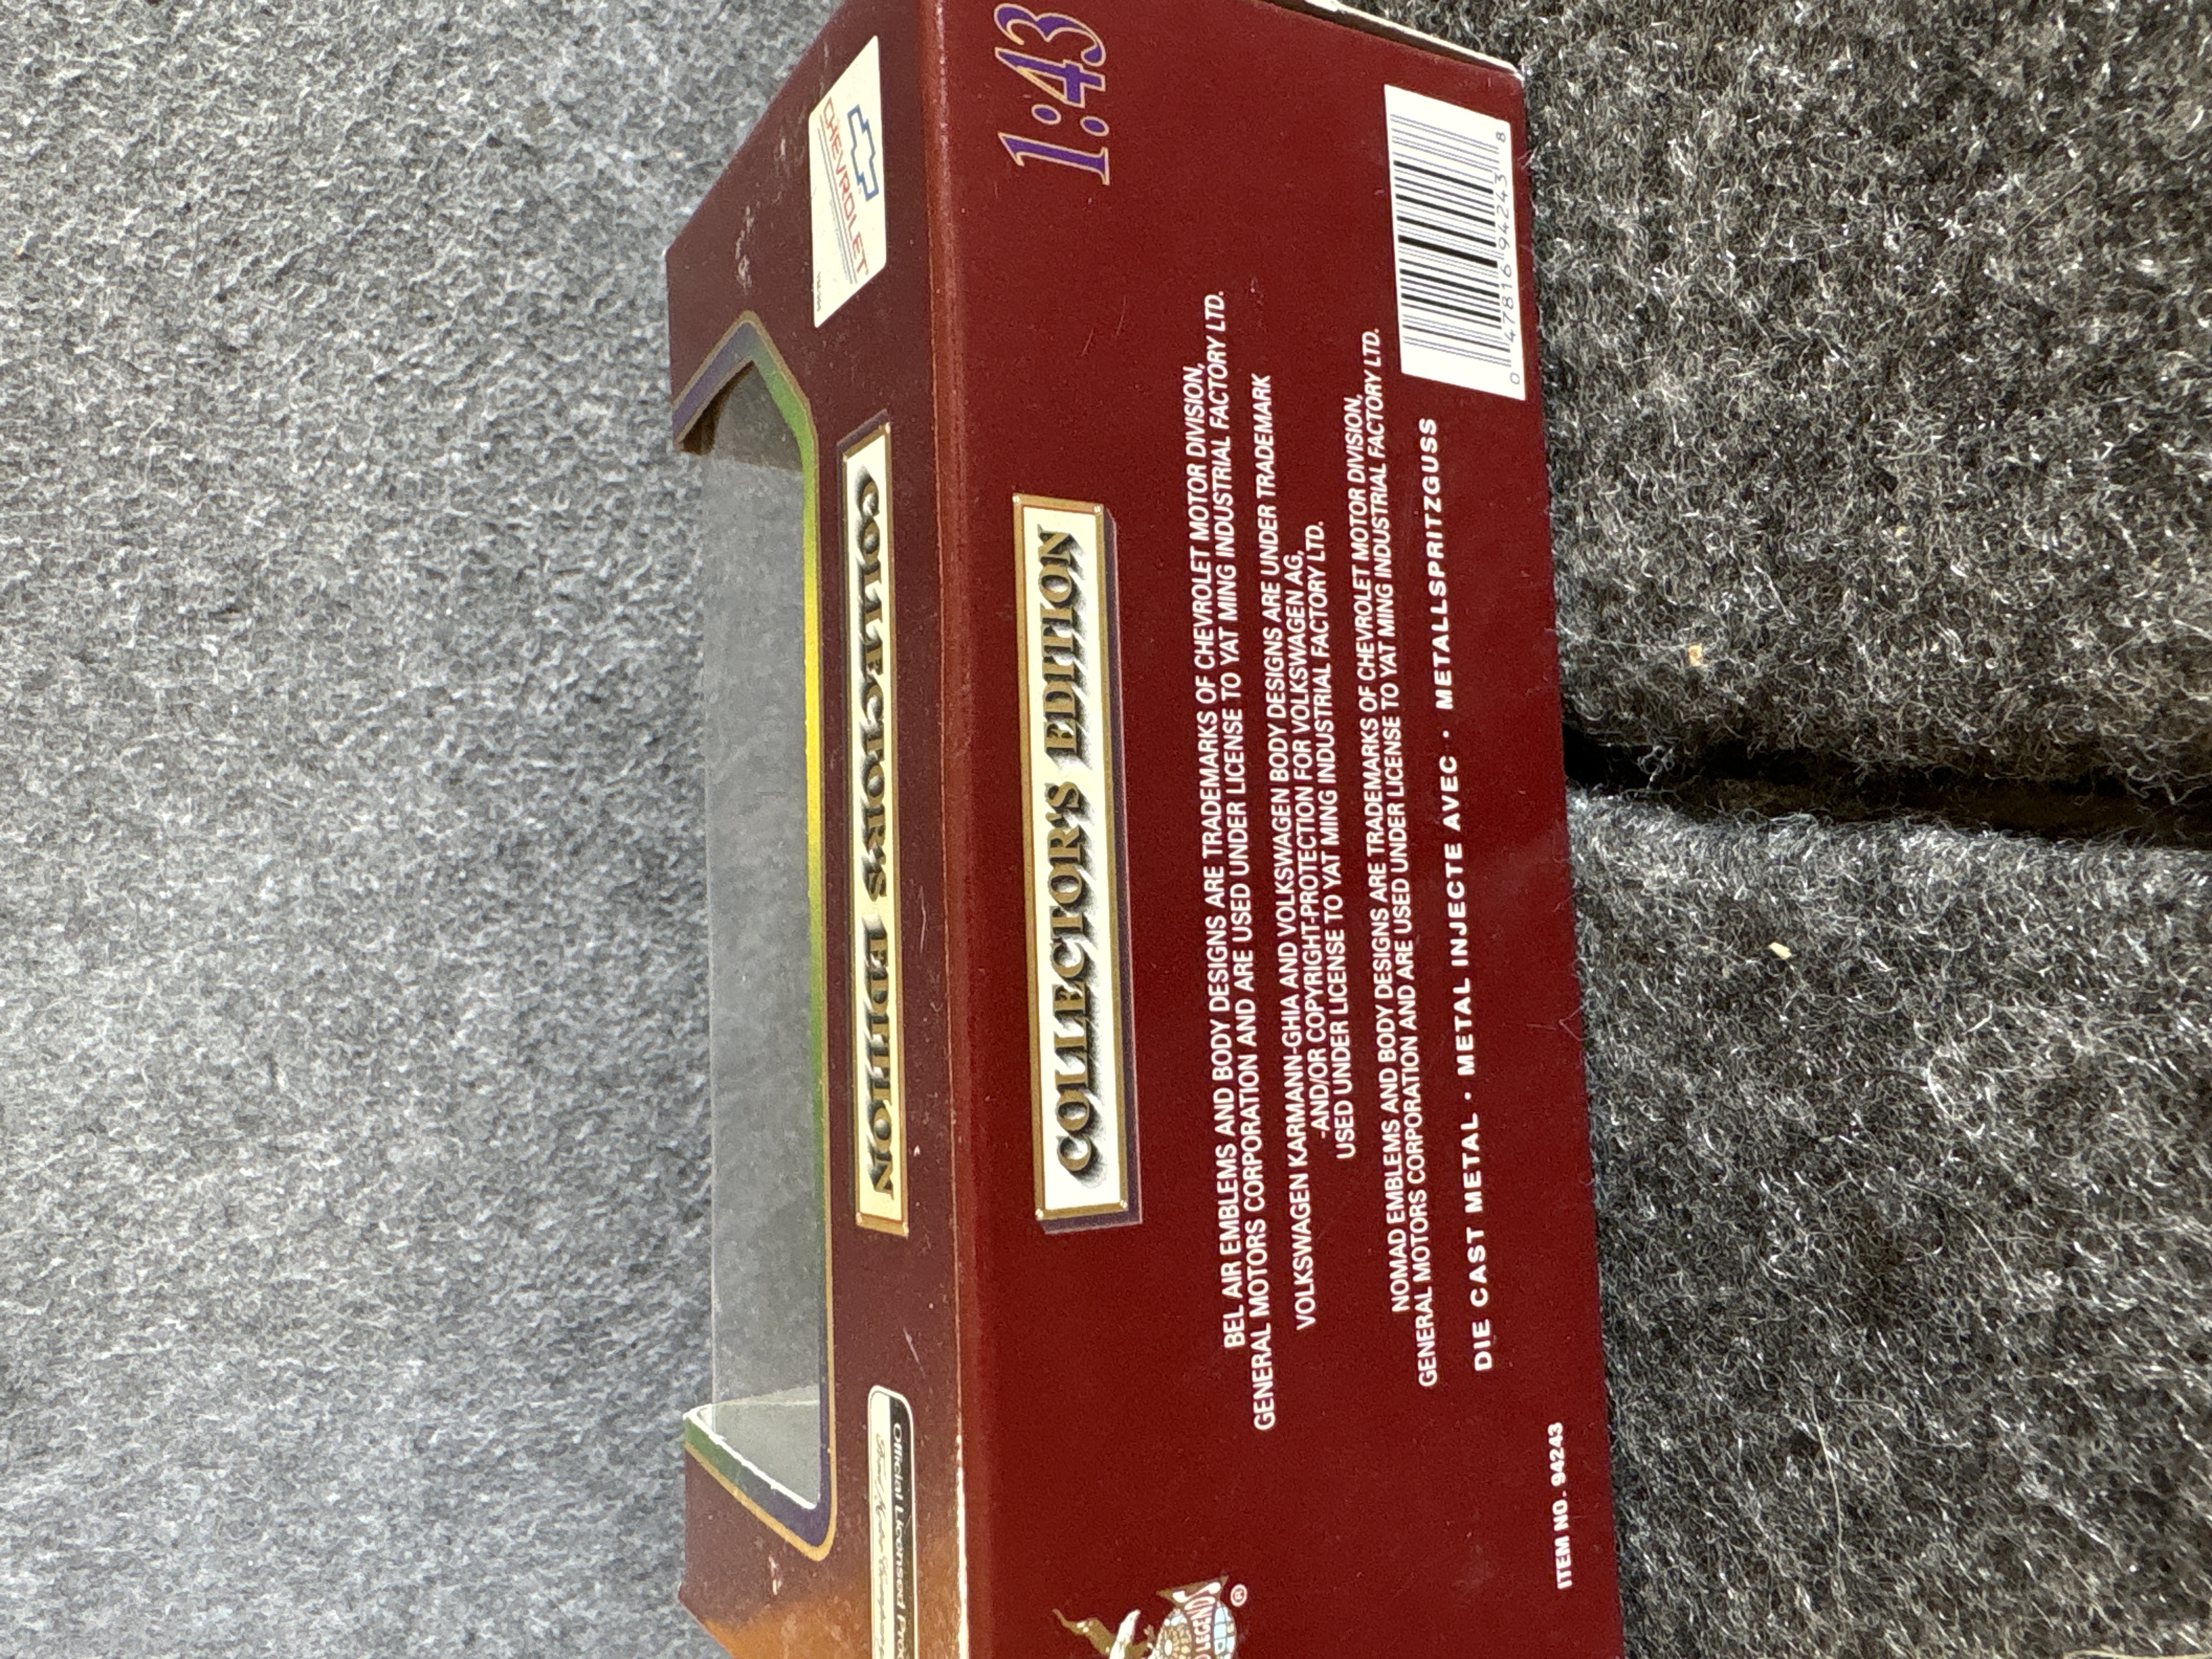 CHEVROLET
COLLECTOR'S EDITION
Official Licensed
Ford Motor Company
1:43
COLLECTOR'S EDITION
BEL AIR EMBLEMS AND BODY DESIGNS ARE TRADEMARKS OF CHEVROLET MOTOR DIVISION,
GENERAL MOTORS CORPORATION AND ARE USED UNDER LICENSE TO YAT MING INDUSTRIAL FACTORY LTD.
VOLKSWAGEN KARMANN-GHIA AND VOLKSWAGEN BODY DESIGNS ARE UNDER TRADEMARK
-AND/OR COPYRIGHT-PROTECTION FOR VOLKSWAGEN AG,
USED UNDER LICENSE TO YAT MING INDUSTRIAL FACTORY LTD.
NOMAD EMBLEMS AND BODY DESIGNS ARE TRADEMARKS OF CHEVROLET MOTOR DIVISION,
GENERAL MOTORS CORPORATION AND ARE USED UNDER LICENSE TO YAT MING INDUSTRIAL FACTORY LTD.
DIE CAST METAL · METAL INJECTE AVEC · METALLSPRITZGUSS
LEGENDS ®
ITEM NO. 94243
0 47816 94243 8